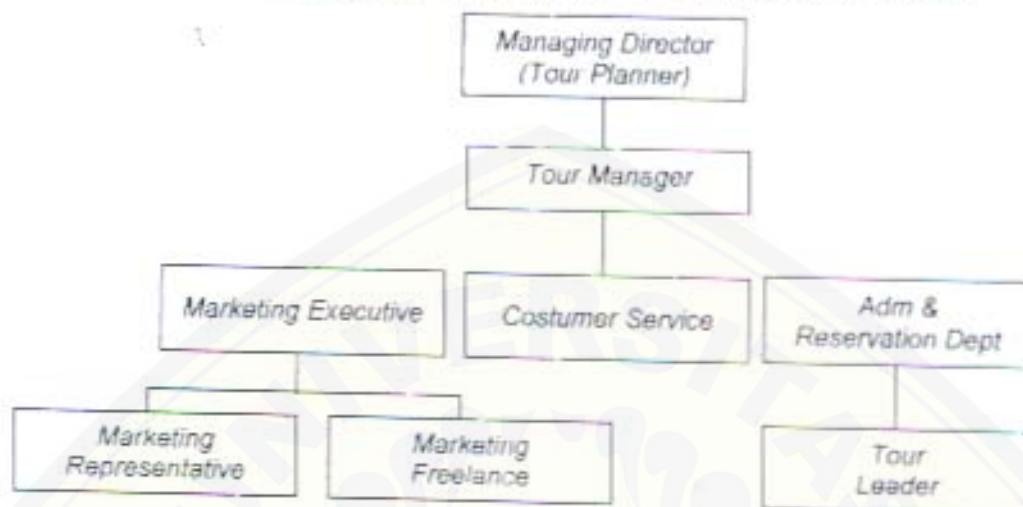 Managing Director
(Tour Planner)
Tour Manager
Marketing Executive
Costumer Service
Adm &
Reservation Dept
Marketing
Representative
Marketing
Freelance
Tour
Leader